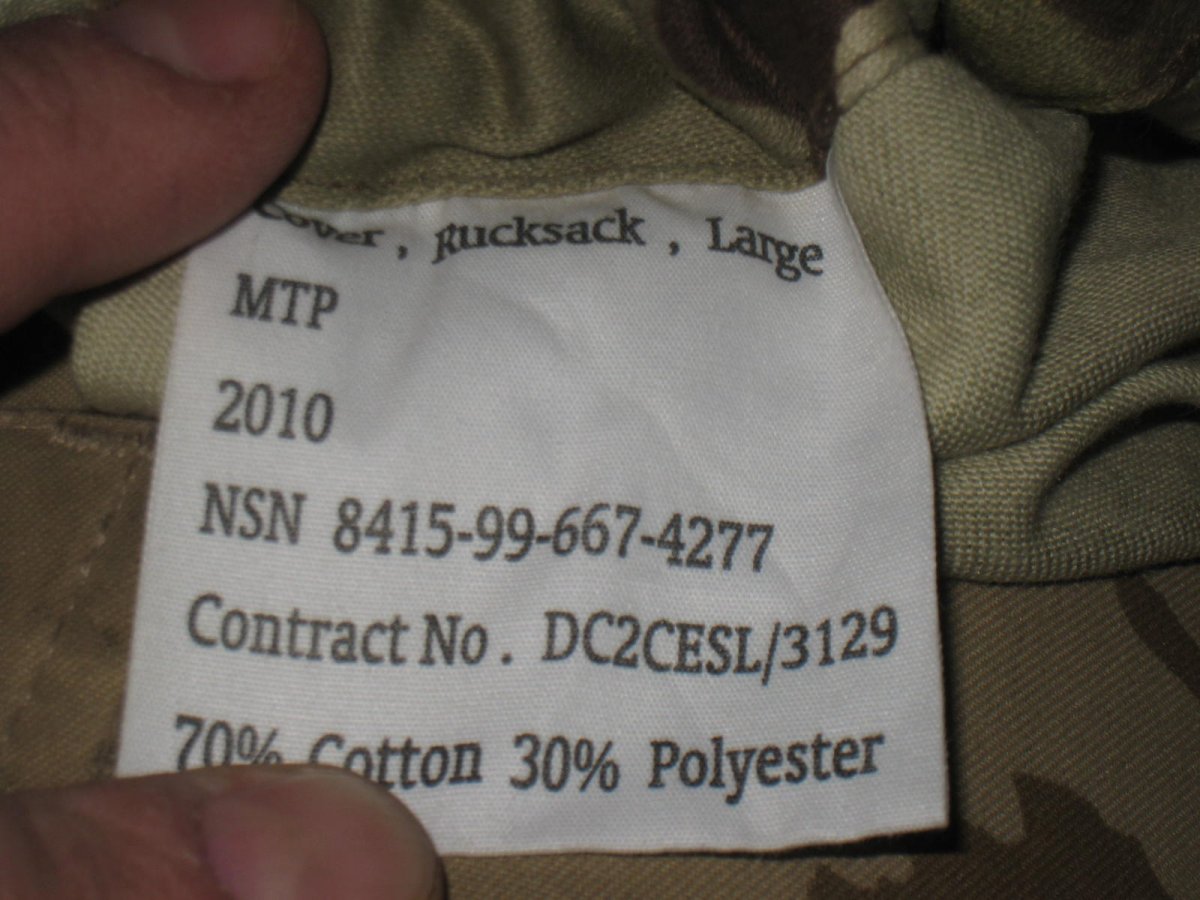 Cover , Rucksack , Large
MTP
2010
NSN 8415-99-667-4277
Contract No . DC2CESL/3129
70% Cotton 30% Polyester